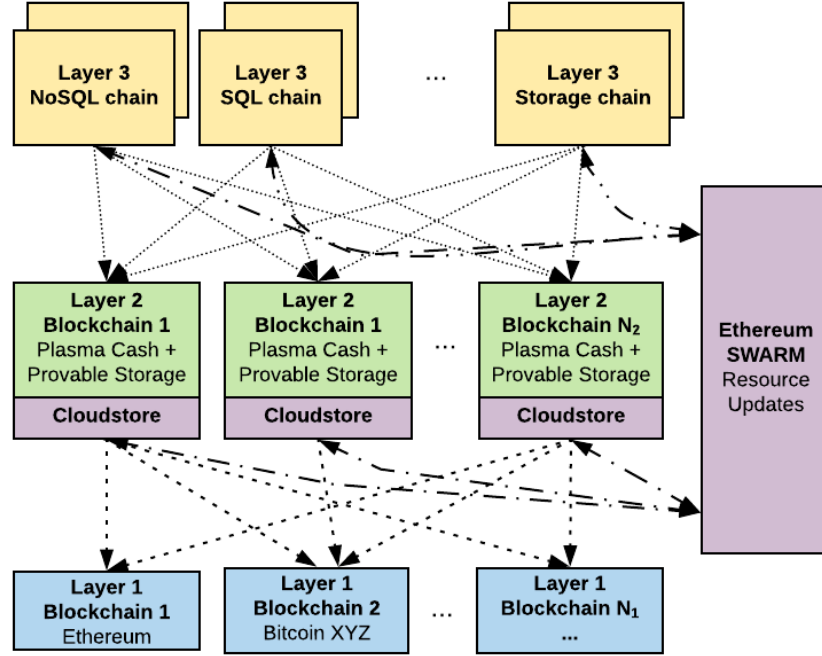 Layer 3
NoSQL chain
Layer 3
SQL chain
...
Layer 3
Storage chain
Layer 2
Blockchain 1
Plasma Cash +
Provable Storage
Cloudstore
Layer 2
Blockchain 1
Plasma Cash +
Provable Storage
Cloudstore
...
Layer 2
Blockchain N₂
Plasma Cash +
Provable Storage
Cloudstore
Ethereum
SWARM
Resource
Updates
Layer 1
Blockchain 1
Ethereum
Layer 1
Blockchain 2
Bitcoin XYZ
...
Layer 1
Blockchain N₁
...